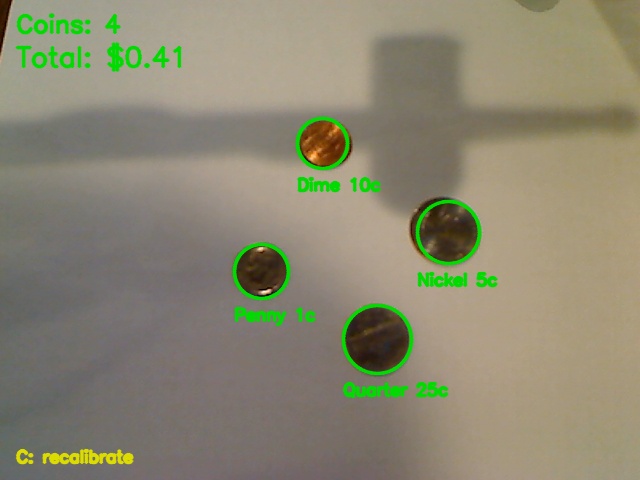 Coins: 4
Total: $0.41
Dime 10c
Nickel 5c
Penny 1c
Quarter 25c
C: recalibrate